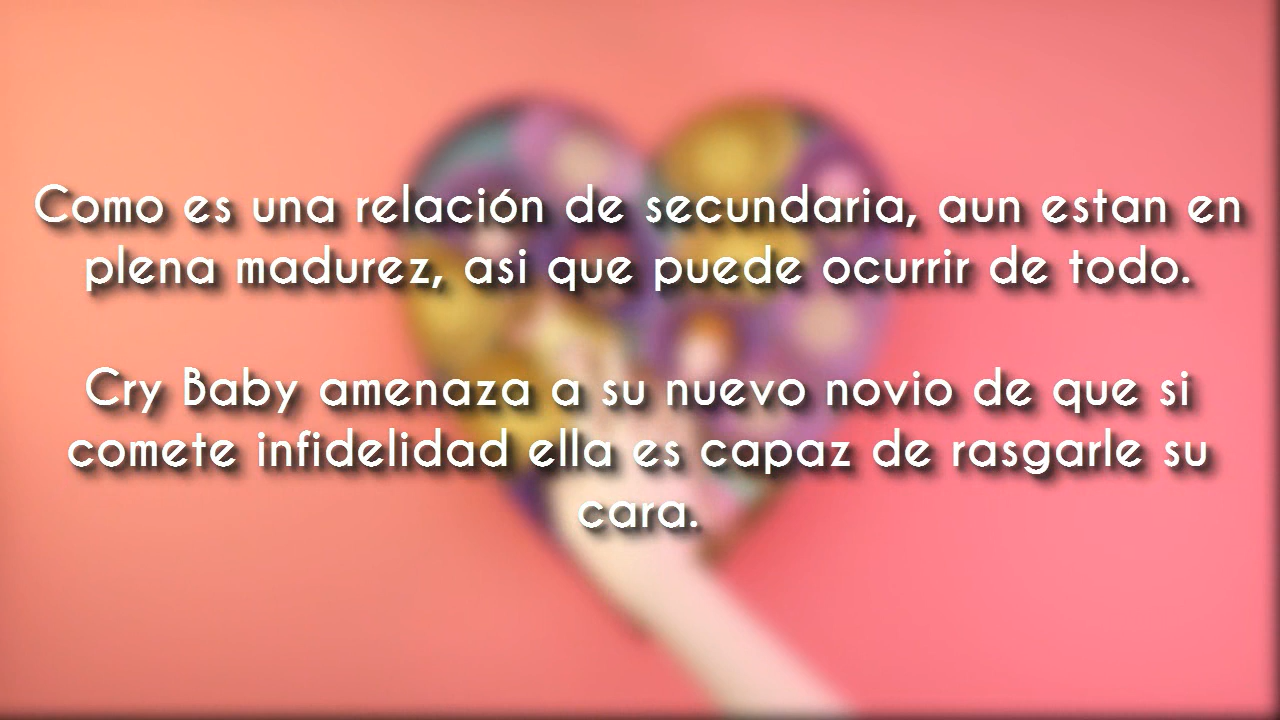 Como es una relación de secundaria, aun estan en
plena madurez, asi que puede ocurrir de todo.
Cry Baby amenaza a su nuevo novio de que si
comete infidelidad ella es capaz de rasgarle su
cara.